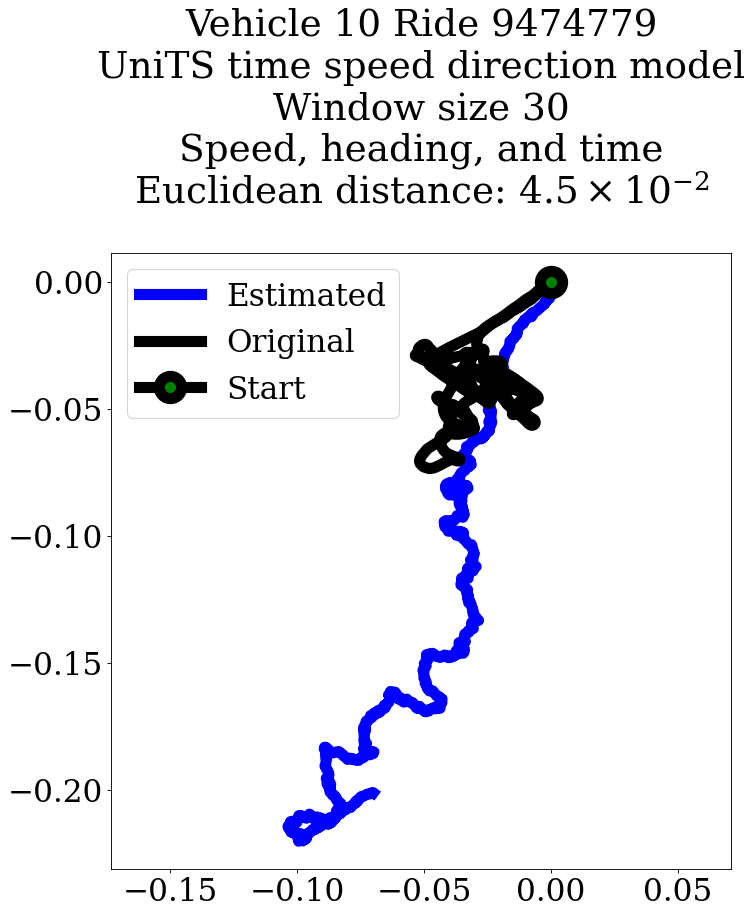 Vehicle 10 Ride 9474779
UniTS time speed direction model
Window size 30
Speed, heading, and time
Euclidean distance: 4.5 × 10⁻²
Estimated
Original
Start
0.00
−0.05
−0.10
−0.15
−0.20
−0.15 −0.10 −0.05 0.00 0.05